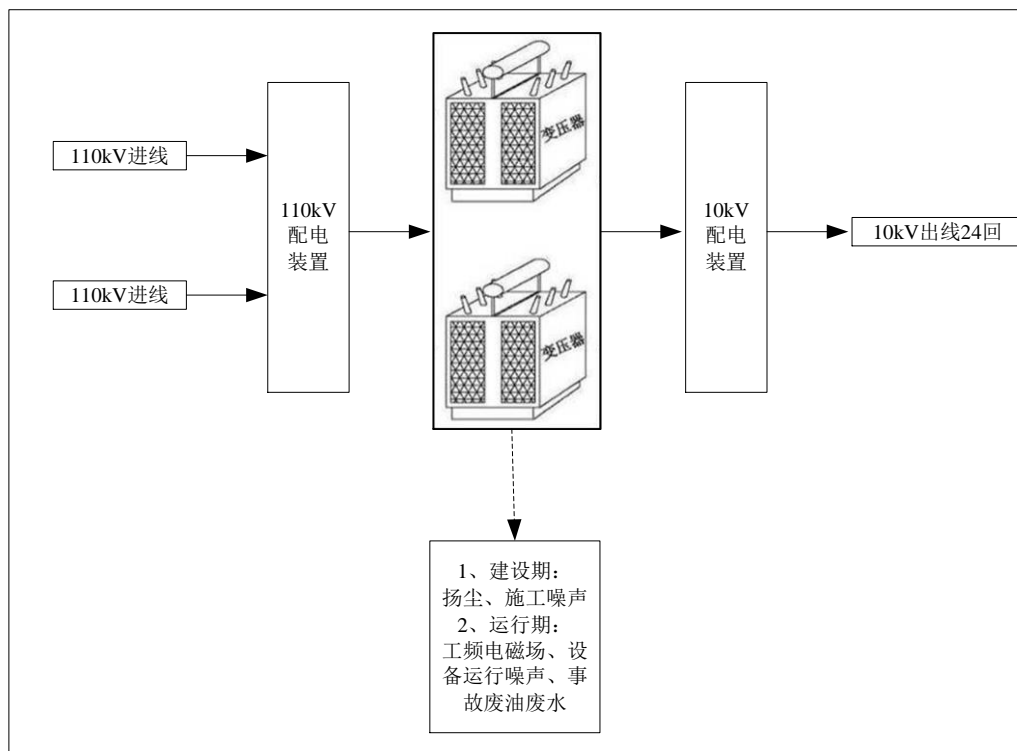 变压器
110kV进线
110kV
配电
装置
10kV
配电
装置
10kV出线24回
110kV进线
变压器
1、建设期：
扬尘、施工噪声
2、运行期：
工频电磁场、设
备运行噪声、事
故废油废水